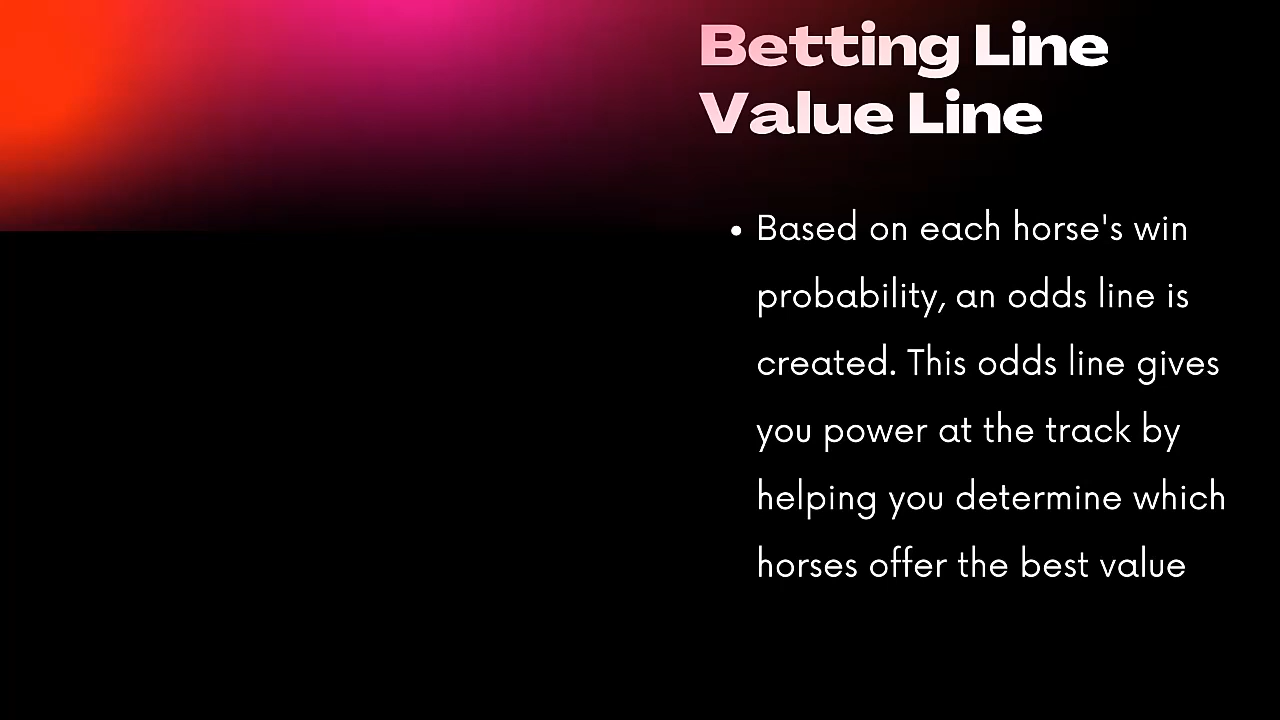 Betting Line
Value Line
• Based on each horse's win
probability, an odds line is
created. This odds line gives
you power at the track by
helping you determine which
horses offer the best value